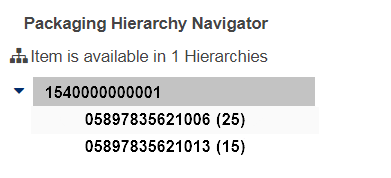 Packaging Hierarchy Navigator
Item is available in 1 Hierarchies
1540000000001
05897835621006 (25)
05897835621013 (15)